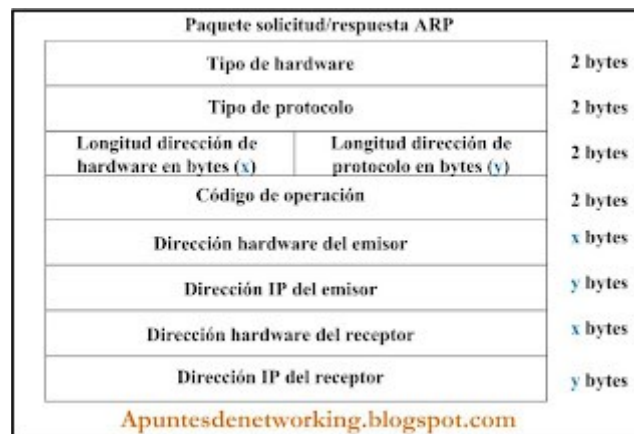 Paquete solicitud/respuesta ARP
Tipo de hardware
2 bytes
Tipo de protocolo
2 bytes
Longitud dirección de
hardware en bytes (x)
Longitud dirección de
protocolo en bytes (y)
2 bytes
Código de operación
2 bytes
Dirección hardware del emisor
x bytes
Dirección IP del emisor
y bytes
Dirección hardware del receptor
x bytes
Dirección IP del receptor
y bytes
Apuntesdenetworking.blogspot.com